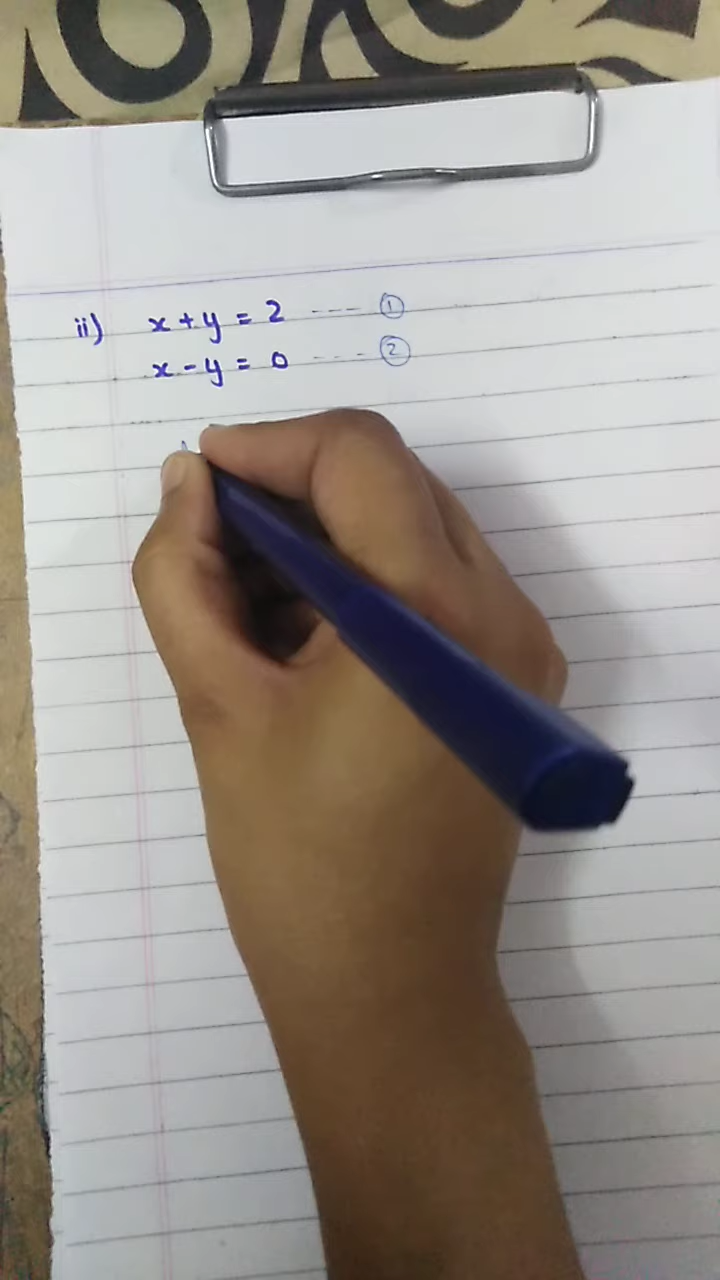 ii) x + y = 2 --- ①
x - y = 0 --- ②